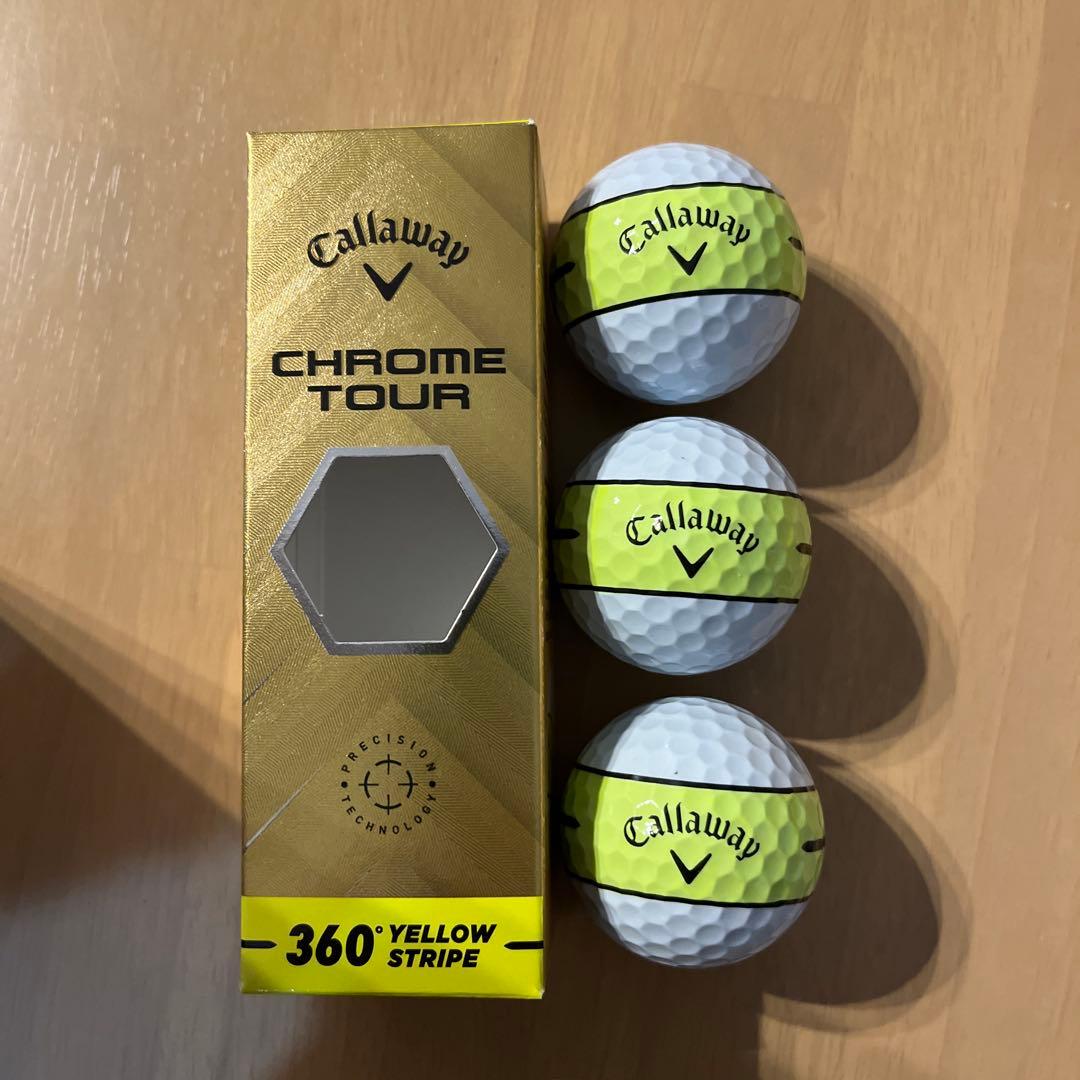 Callaway
CHROME
TOUR
PRECISION
TECHNOLOGY
360° YELLOW
STRIPE
Callaway
Callaway
Callaway